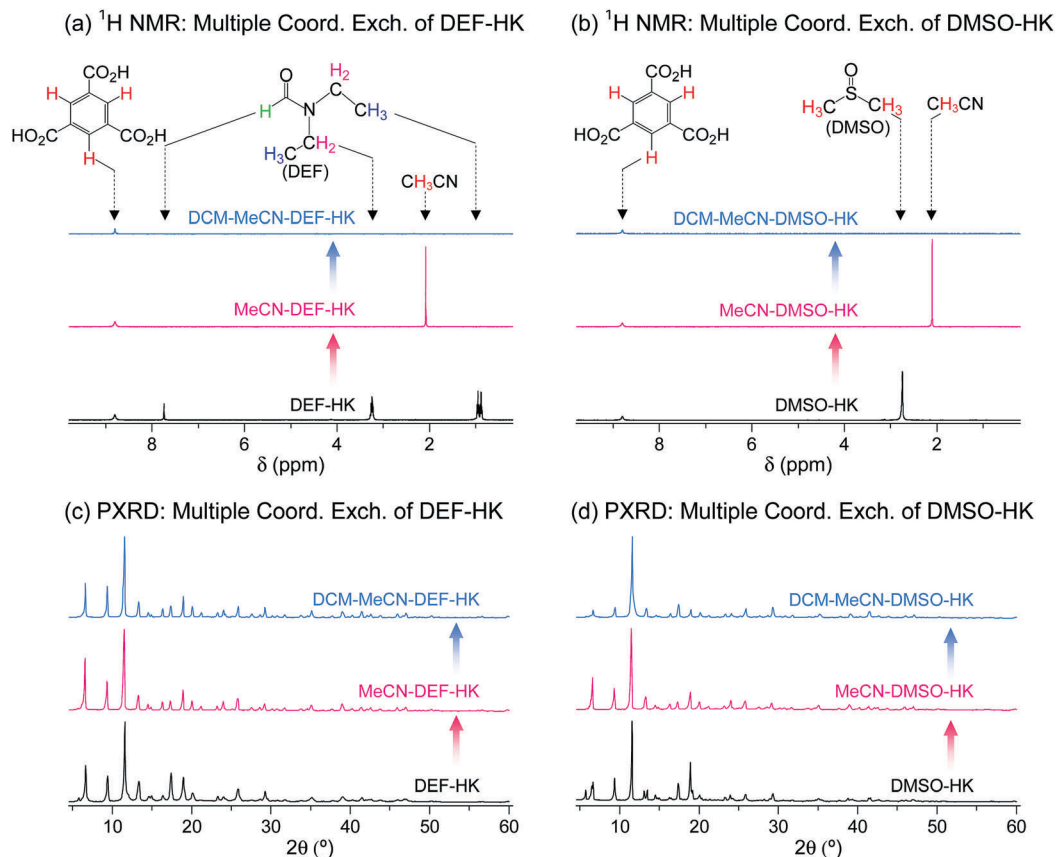 (a) ¹H NMR: Multiple Coord. Exch. of DEF-HK
CO₂H
H
H
HO₂C
CO₂H
H
O
H
N
H₂
H₃
H₃C
H₂
(DEF)
CH₃CN
DCM-MeCN-DEF-HK
MeCN-DEF-HK
DEF-HK
8
6
4
2
δ (ppm)
(b) ¹H NMR: Multiple Coord. Exch. of DMSO-HK
CO₂H
H
H
HO₂C
CO₂H
H
O
H₃C
S
CH₃
(DMSO)
CH₃CN
DCM-MeCN-DMSO-HK
MeCN-DMSO-HK
DMSO-HK
8
6
4
2
δ (ppm)
(c) PXRD: Multiple Coord. Exch. of DEF-HK
DCM-MeCN-DEF-HK
MeCN-DEF-HK
DEF-HK
10
20
30
40
50
60
2θ (º)
(d) PXRD: Multiple Coord. Exch. of DMSO-HK
DCM-MeCN-DMSO-HK
MeCN-DMSO-HK
DMSO-HK
10
20
30
40
50
60
2θ (º)